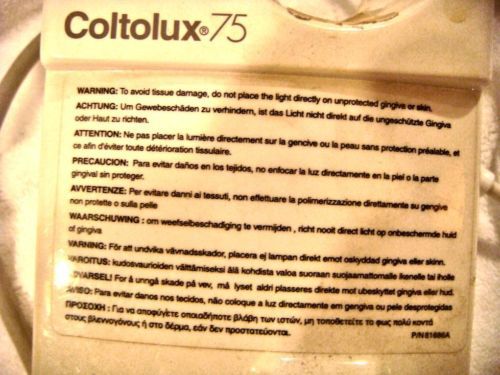 Coltolux®75
WARNING: To avoid tissue damage, do not place the light directly on unprotected gingiva or skin.
ACHTUNG: Um Gewebeschäden zu verhindern, ist das Licht nicht direkt auf die ungeschützte Gingiva
oder Haut zu richten.
ATTENTION: Ne pas placer la lumière directement sur la gencive ou la peau sans protection préalable, et
ce afin d'éviter toute détérioration tissulaire.
PRECAUCION: Para evitar daños en los tejidos, no enfocar la luz directamente en la piel o la parte
gingival sin proteger.
AVVERTENZE: Per evitare danni ai tessuti, non effettuare la polimerizzazione direttamente su gengive
non protette o sulla pelle
WAARSCHUWING : om weefselbeschadiging te vermijden , richt nooit direct licht op onbeschermde huid
of gingiva
VARNING: För att undvika vävnadsskador, placera ej lampan direkt emot oskyddad gingiva eller skinn.
VAROITUS: kudosvaurioiden välttämiseksi älä kohdista valoa suoraan suojaamattomalle ikenelle tai iholle
ADVARSEL! For å unngå skade på vev, må lyset aldri plasseres direkte mot ubeskyttet gingiva eller hud.
AVISO: Para evitar danos nos tecidos, não coloque a luz directamente em gengiva ou pele desprotegidas
ΠΡΟΣΟΧΗ : Για να αποφύγετε οποιαδήποτε βλάβη των ιστών, μη τοποθετείτε το φως πολύ κοντά
στους βλεννογόνους ή στο δέρμα, εάν δεν προστατεύονται.
P/N 81686A